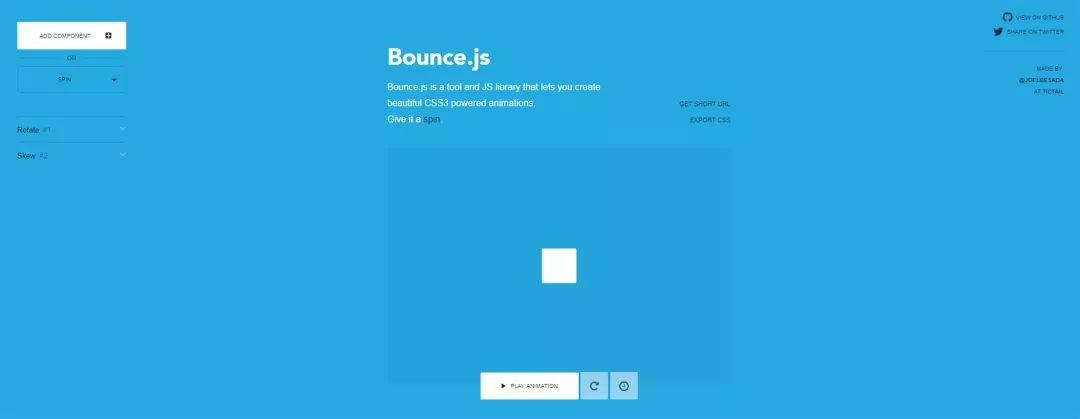 ADD COMPONENT
OR
SPIN
Rotate #1
Skew #2
Bounce.js
Bounce.js is a tool and JS library that lets you create
beautiful CSS3 powered animations.
Give it a spin.
GET SHORT URL
EXPORT CSS
PLAY ANIMATION
VIEW ON GITHUB
SHARE ON TWITTER
MADE BY
@JOELBESADA
AT TICTAIL